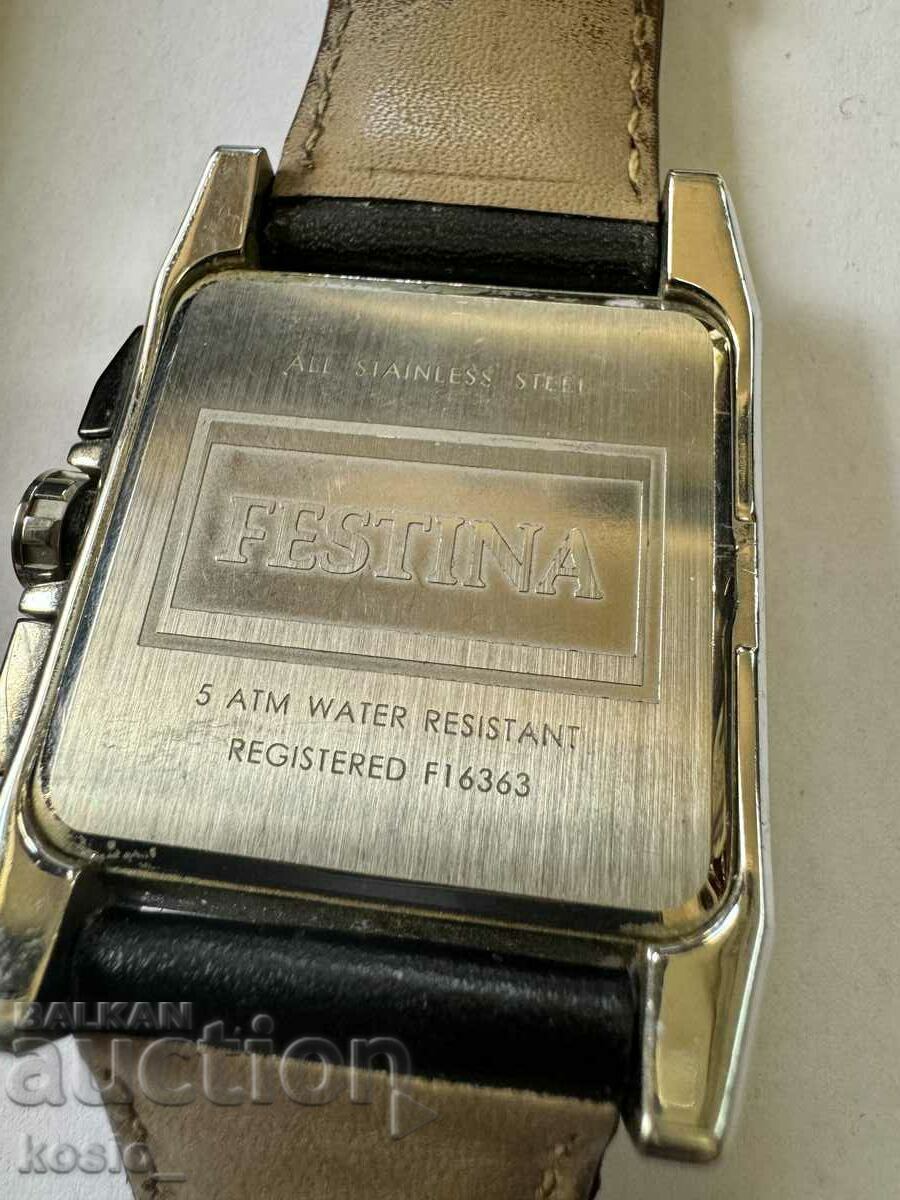 ALL STAINLESS STEEL
FESTINA
5 ATM WATER RESISTANT
REGISTERED F16363
BALKAN
auction
kosio_